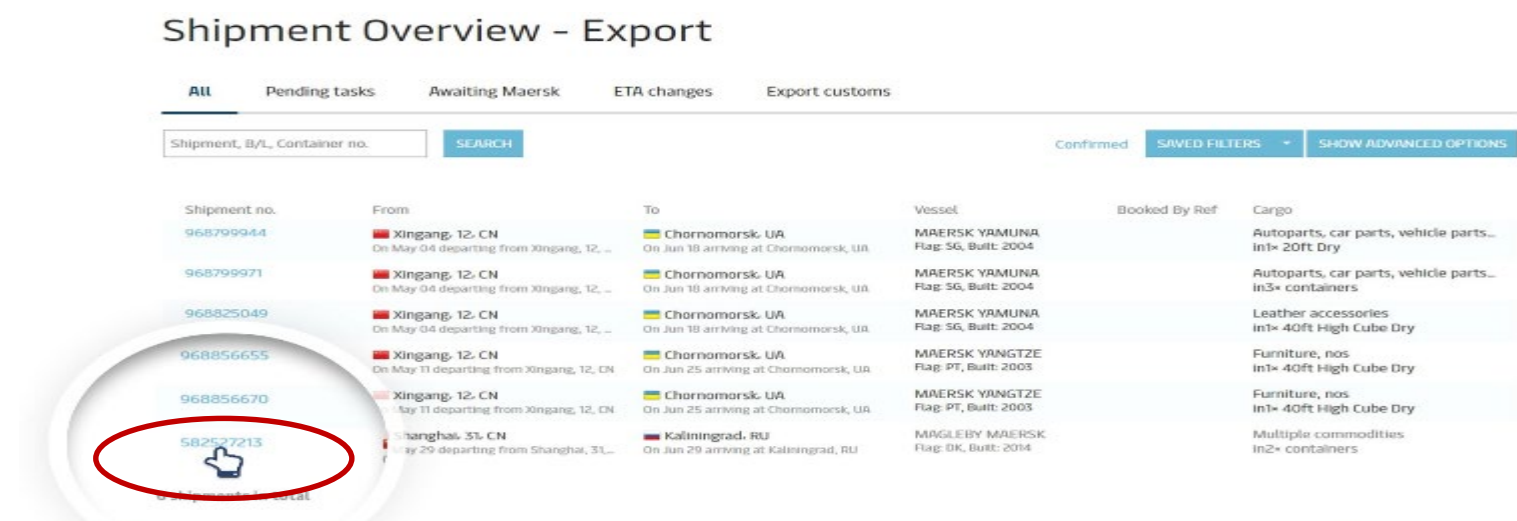 Shipment Overview - Export
All Pending tasks Awaiting Maersk ETA changes Export customs
Shipment, B/L, Container no. SEARCH Confirmed SAVED FILTERS SHOW ADVANCED OPTIONS
Shipment no. From To Vessel Booked By Ref Cargo
968799944 Xingang, 12, CN Chornomorsk, UA MAERSK YAMUNA Autoparts, car parts, vehicle parts...
On May 04 departing from Xingang, 12, ... On Jun 18 arriving at Chornomorsk, UA Flag: SG, Built: 2004 in1× 20ft Dry
968799971 Xingang, 12, CN Chornomorsk, UA MAERSK YAMUNA Autoparts, car parts, vehicle parts...
On May 04 departing from Xingang, 12, ... On Jun 18 arriving at Chornomorsk, UA Flag: SG, Built: 2004 in3× containers
968825049 Xingang, 12, CN Chornomorsk, UA MAERSK YAMUNA Leather accessories
On May 04 departing from Xingang, 12, ... On Jun 18 arriving at Chornomorsk, UA Flag: SG, Built: 2004 in1× 40ft High Cube Dry
968856655 Xingang, 12, CN Chornomorsk, UA MAERSK YANGTZE Furniture, nos
On May 11 departing from Xingang, 12, CN On Jun 25 arriving at Chornomorsk, UA Flag: PT, Built: 2003 in1× 40ft High Cube Dry
968856670 Xingang, 12, CN Chornomorsk, UA MAERSK YANGTZE Furniture, nos
May 11 departing from Xingang, 12, CN On Jun 25 arriving at Chornomorsk, UA Flag: PT, Built: 2003 in1× 40ft High Cube Dry
582527213 Shanghai, 31, CN Kaliningrad, RU MAGLEBY MAERSK Multiple commodities
29 departing from Shanghai, 31,... On Jun 29 arriving at Kaliningrad, RU Flag: DK, Built: 2014 in2× containers
shipments in total